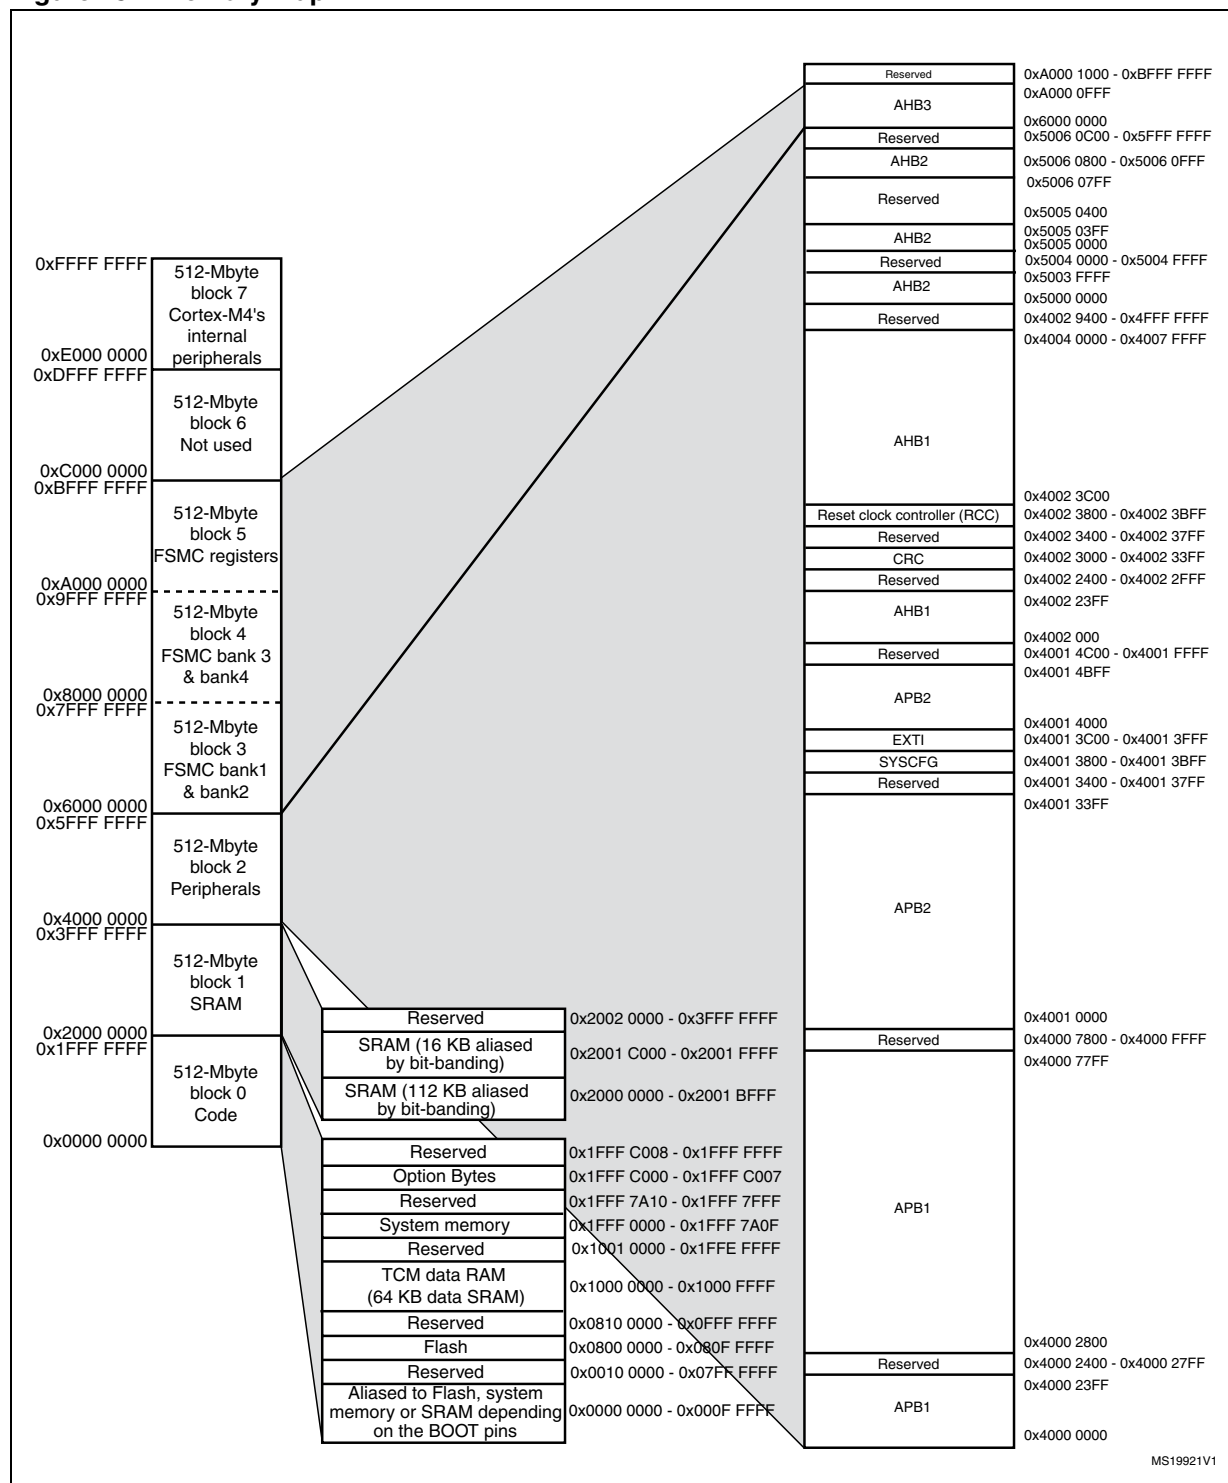 0xFFFF FFFF
512-Mbyte
block 7
Cortex-M4's
internal
peripherals
0xE000 0000
0xDFFF FFFF
512-Mbyte
block 6
Not used
0xC000 0000
0xBFFF FFFF
512-Mbyte
block 5
FSMC registers
0xA000 0000
0x9FFF FFFF
512-Mbyte
block 4
FSMC bank 3
& bank4
0x8000 0000
0x7FFF FFFF
512-Mbyte
block 3
FSMC bank1
& bank2
0x6000 0000
0x5FFF FFFF
512-Mbyte
block 2
Peripherals
0x4000 0000
0x3FFF FFFF
512-Mbyte
block 1
SRAM
0x2000 0000
0x1FFF FFFF
512-Mbyte
block 0
Code
0x0000 0000
Reserved 0x2002 0000 - 0x3FFF FFFF
SRAM (16 KB aliased
by bit-banding)
0x2001 C000 - 0x2001 FFFF
SRAM (112 KB aliased
by bit-banding)
0x2000 0000 - 0x2001 BFFF
Reserved 0x1FFF C008 - 0x1FFF FFFF
Option Bytes 0x1FFF C000 - 0x1FFF C007
Reserved 0x1FFF 7A10 - 0x1FFF 7FFF
System memory 0x1FFF 0000 - 0x1FFF 7A0F
Reserved 0x1001 0000 - 0x1FFE FFFF
TCM data RAM
(64 KB data SRAM)
0x1000 0000 - 0x1000 FFFF
Reserved 0x0810 0000 - 0x0FFF FFFF
Flash 0x0800 0000 - 0x080F FFFF
Reserved 0x0010 0000 - 0x07FF FFFF
Aliased to Flash, system
memory or SRAM depending
on the BOOT pins
0x0000 0000 - 0x000F FFFF
Reserved 0xA000 1000 - 0xBFFF FFFF
0xA000 0FFF
AHB3
0x6000 0000
Reserved 0x5006 0C00 - 0x5FFF FFFF
AHB2 0x5006 0800 - 0x5006 0FFF
0x5006 07FF
Reserved
0x5005 0400
0x5005 03FF
AHB2
0x5005 0000
Reserved 0x5004 0000 - 0x5004 FFFF
0x5003 FFFF
AHB2
0x5000 0000
Reserved 0x4002 9400 - 0x4FFF FFFF
0x4004 0000 - 0x4007 FFFF
AHB1
0x4002 3C00
Reset clock controller (RCC) 0x4002 3800 - 0x4002 3BFF
Reserved 0x4002 3400 - 0x4002 37FF
CRC 0x4002 3000 - 0x4002 33FF
Reserved 0x4002 2400 - 0x4002 2FFF
0x4002 23FF
AHB1
0x4002 000
Reserved 0x4001 4C00 - 0x4001 FFFF
0x4001 4BFF
APB2
0x4001 4000
EXTI 0x4001 3C00 - 0x4001 3FFF
SYSCFG 0x4001 3800 - 0x4001 3BFF
Reserved 0x4001 3400 - 0x4001 37FF
0x4001 33FF
APB2
0x4001 0000
Reserved 0x4000 7800 - 0x4000 FFFF
0x4000 77FF
APB1
0x4000 2800
Reserved 0x4000 2400 - 0x4000 27FF
0x4000 23FF
APB1
0x4000 0000
MS19921V1